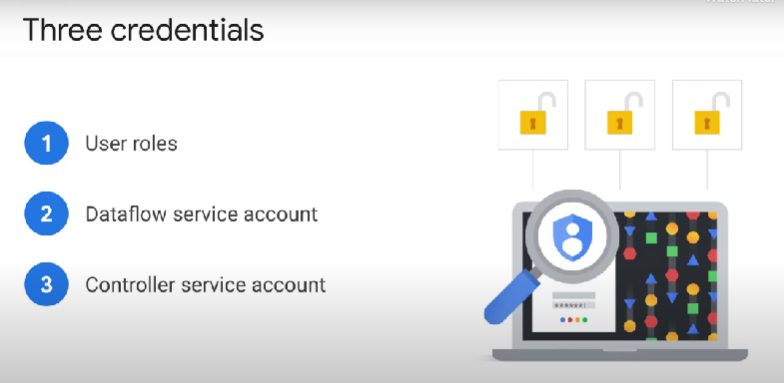 Three credentials
1 User roles
2 Dataflow service account
3 Controller service account